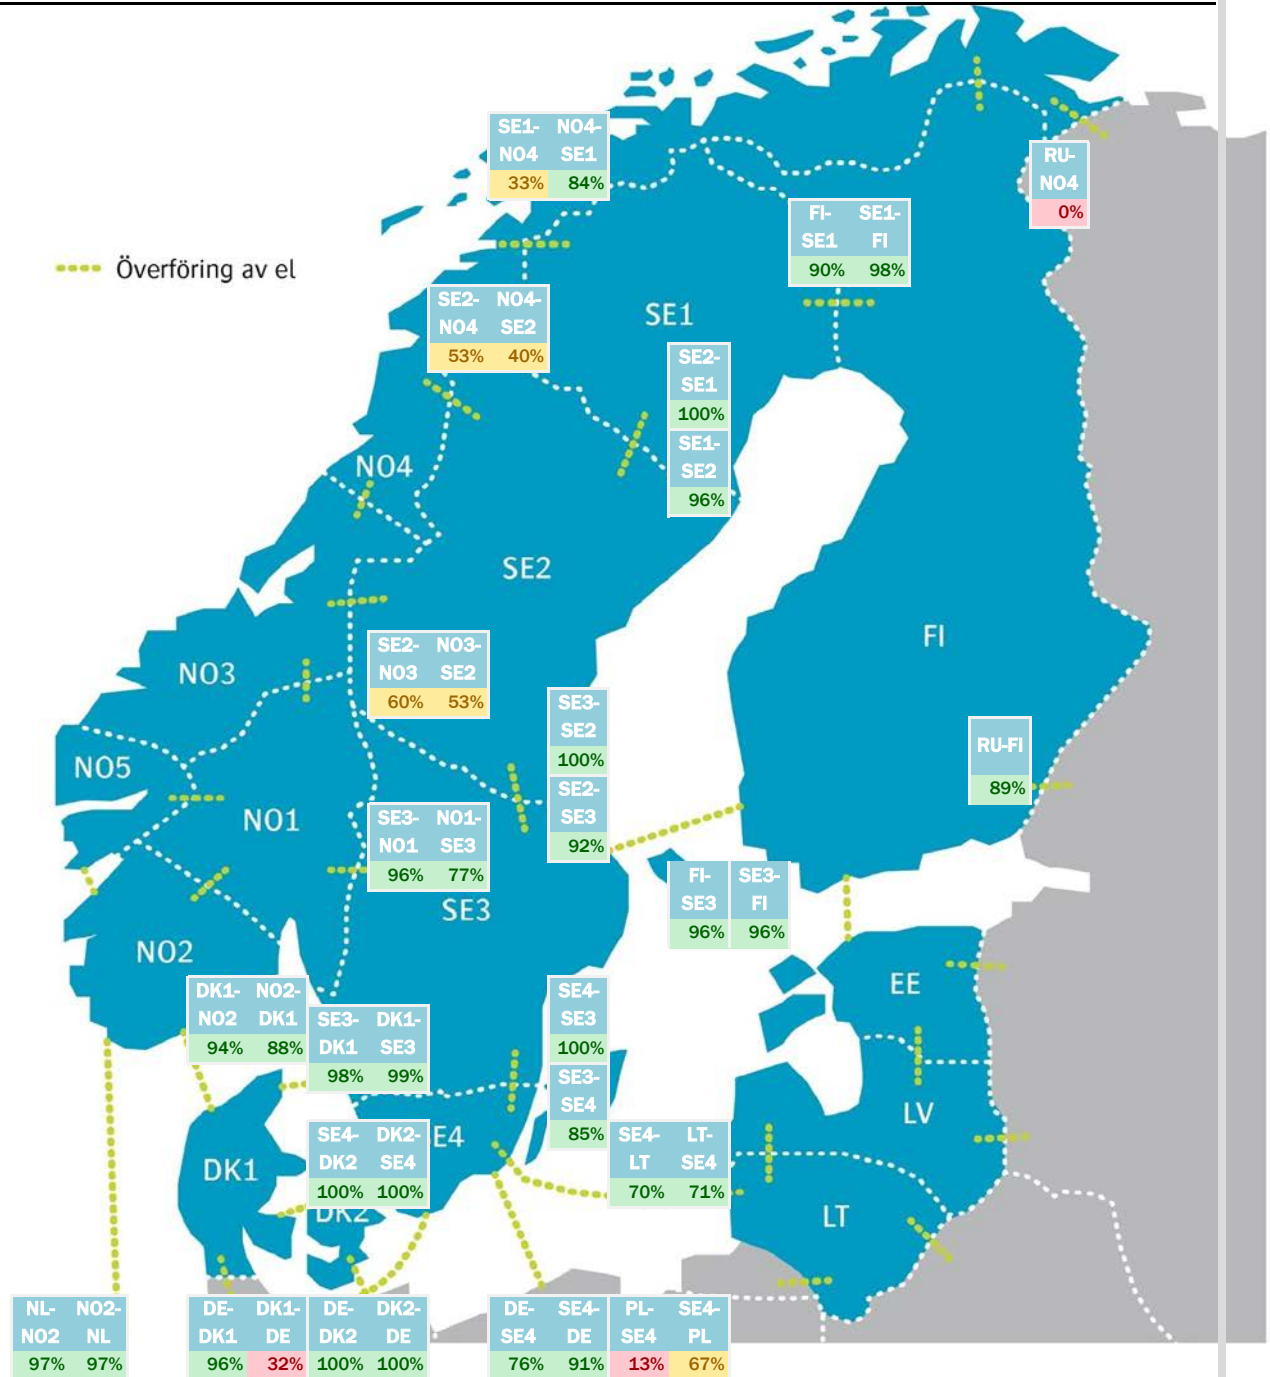 SE1- NO4-
NO4 SE1
33% 84%
RU-
NO4
0%
FI- SE1-
SE1 FI
90% 98%
Överföring av el
SE2- NO4-
NO4 SE2
53% 40%
SE1
SE2-
SE1
100%
SE1-
SE2
96%
NO4
SE2
FI
SE2- NO3-
NO3 SE2
60% 53%
NO3
SE3-
SE2
100%
SE2-
SE3
92%
RU-FI
89%
NO5
NO1
SE3- NO1-
NO1 SE3
96% 77%
SE3
FI- SE3-
SE3 FI
96% 96%
NO2
EE
DK1- NO2-
NO2 DK1
94% 88%
SE3- DK1-
DK1 SE3
98% 99%
SE4-
SE3
100%
SE3-
SE4
85%
LV
SE4- DK2-
DK2 SE4
100% 100%
E4
SE4- LT-
LT SE4
70% 71%
DK1
DK2
LT
NL- NO2-
NO2 NL
97% 97%
DE- DK1-
DK1 DE
96% 32%
DE- DK2-
DK2 DE
100% 100%
DE- SE4-
SE4 DE
76% 91%
PL- SE4-
SE4 PL
13% 67%